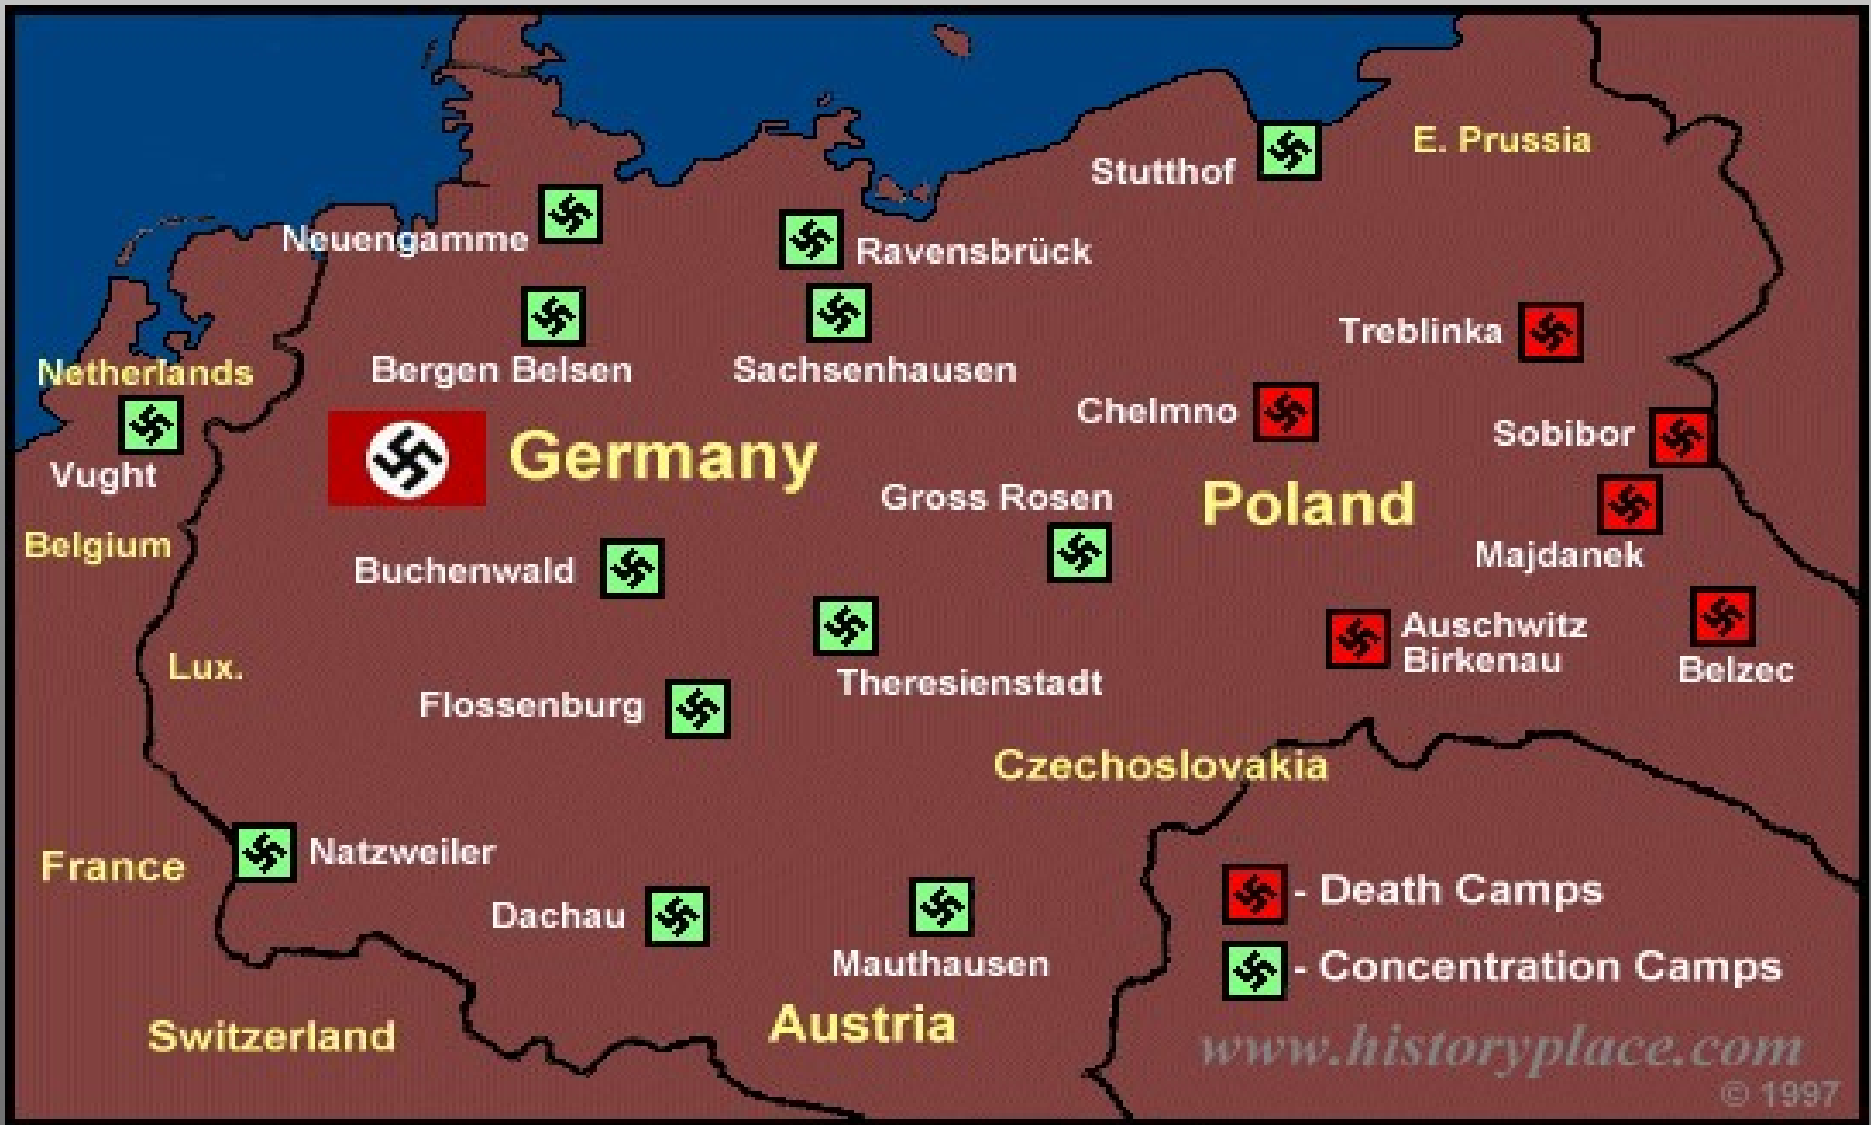 E. Prussia
Stutthof
Neuengamme
Ravensbrück
Treblinka
Netherlands
Bergen Belsen
Sachsenhausen
Chelmno
Sobibor
Germany
Vught
Gross Rosen
Poland
Belgium
Majdanek
Buchenwald
Auschwitz
Birkenau
Lux.
Belzec
Theresienstadt
Flossenburg
Czechoslovakia
France
Natzweiler
- Death Camps
Dachau
Mauthausen
- Concentration Camps
Austria
Switzerland
www.historyplace.com
© 1997